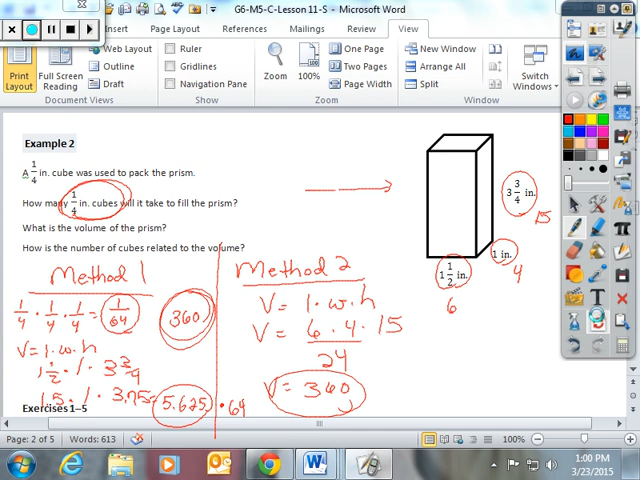 G6-M5-C-Lesson 11-S - Microsoft Word
Page Layout References Mailings Review View
Print Layout
Full Screen Reading
Web Layout
Outline
Draft
Document Views
Ruler
Gridlines
Navigation Pane
Show
Zoom
100%
One Page
Two Pages
Page Width
Zoom
New Window
Arrange All
Split
Switch Windows
Example 2
A 1/4 in. cube was used to pack the prism.
How many 1/4 in. cubes will it take to fill the prism?
What is the volume of the prism?
How is the number of cubes related to the volume?
3 3/4 in.
15
1 in.
4
1 1/2 in.
6
Method 1
1/4 · 1/4 · 1/4 = 1/64
360
V = l · w · h
1 1/2 · 1 · 3 3/4
1.5 · 1 · 3.75 = 5.625 · 64
Method 2
V = l · w · h
V = 6 · 4 · 15
24
V = 360
Exercises 1–5
Page: 2 of 5 Words: 613 100%
1:00 PM
3/23/2015